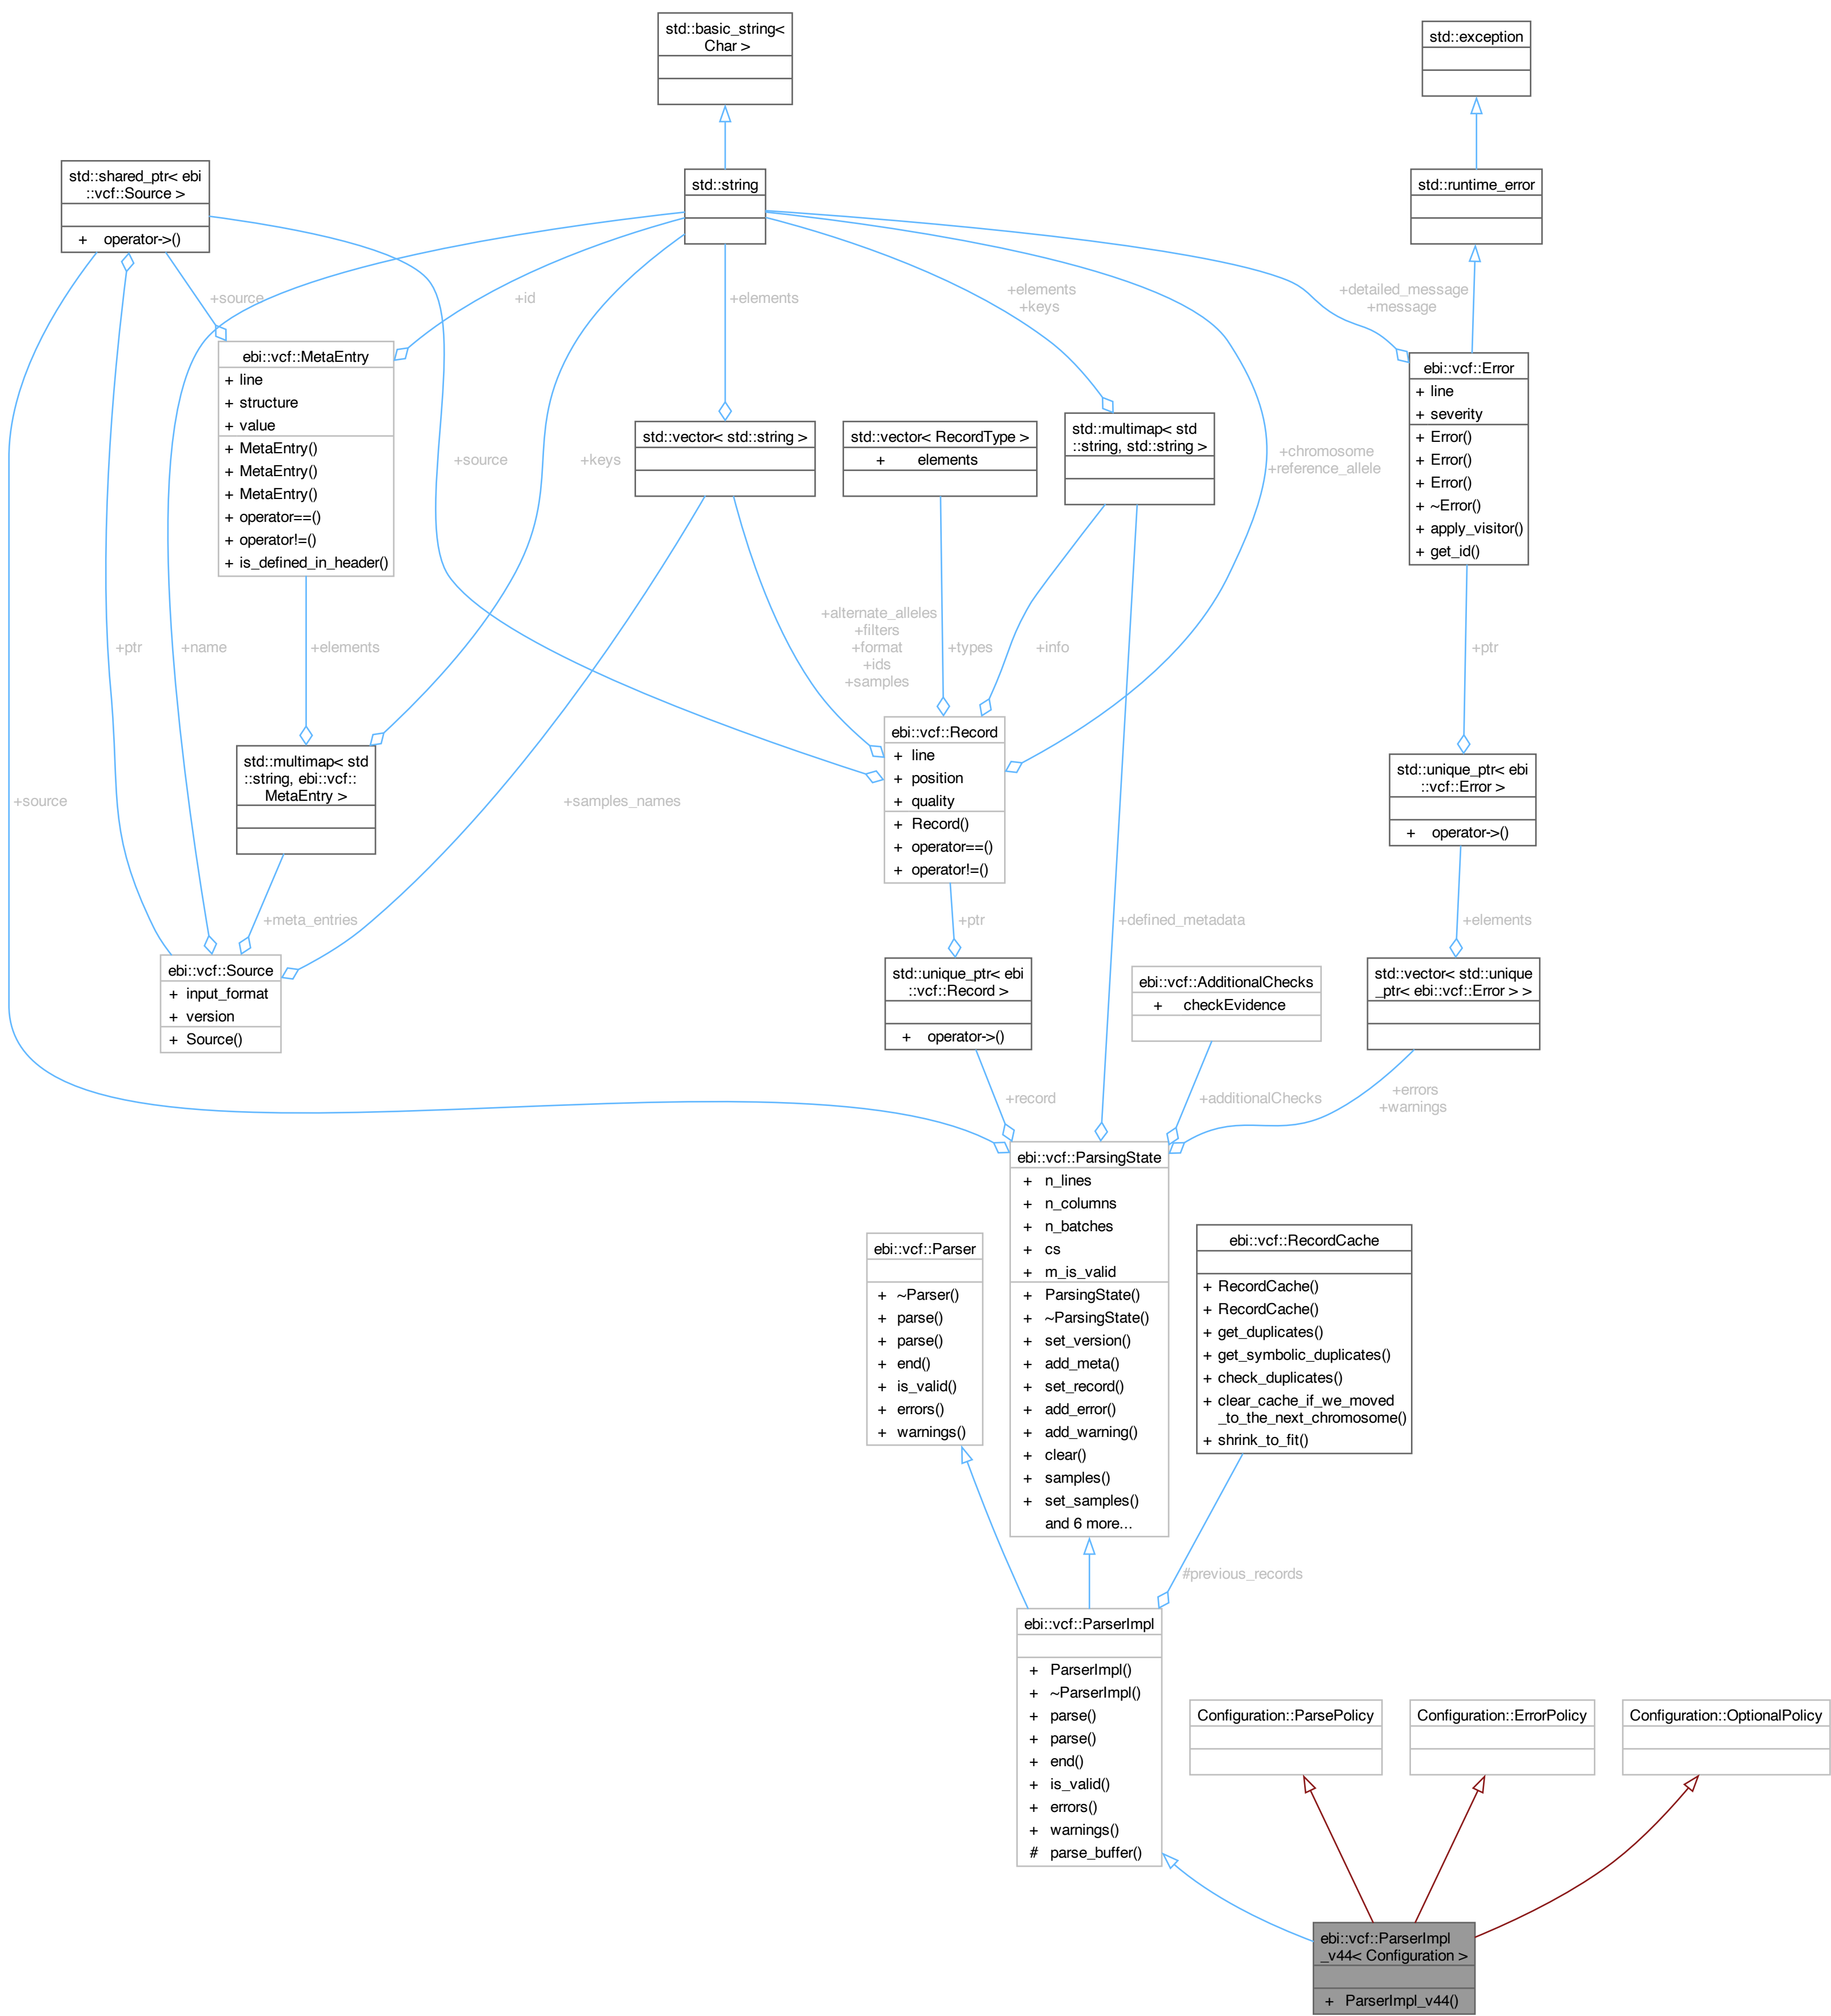 std::basic_string<
Char >
std::exception
std::shared_ptr< ebi
::vcf::Source >
+ operator->()
std::string
std::runtime_error
+source
+id
+elements
+elements
+keys
+detailed_message
+message
ebi::vcf::MetaEntry
+ line
+ structure
+ value
+ MetaEntry()
+ MetaEntry()
+ MetaEntry()
+ operator==()
+ operator!=()
+ is_defined_in_header()
ebi::vcf::Error
+ line
+ severity
+ Error()
+ Error()
+ Error()
+ ~Error()
+ apply_visitor()
+ get_id()
std::vector< std::string >
std::vector< RecordType >
+ elements
std::multimap< std
::string, std::string >
+source
+keys
+chromosome
+reference_allele
+ptr
+name
+elements
+alternate_alleles
+filters
+format
+ids
+samples
+types
+info
+ptr
ebi::vcf::Record
+ line
+ position
+ quality
+ Record()
+ operator==()
+ operator!=()
std::multimap< std
::string, ebi::vcf::
MetaEntry >
std::unique_ptr< ebi
::vcf::Error >
+ operator->()
+source
+samples_names
+meta_entries
+ptr
+defined_metadata
+elements
ebi::vcf::Source
+ input_format
+ version
+ Source()
std::unique_ptr< ebi
::vcf::Record >
+ operator->()
ebi::vcf::AdditionalChecks
+ checkEvidence
std::vector< std::unique
_ptr< ebi::vcf::Error > >
+record
+additionalChecks
+errors
+warnings
ebi::vcf::ParsingState
+ n_lines
+ n_columns
+ n_batches
+ cs
+ m_is_valid
+ ParsingState()
+ ~ParsingState()
+ set_version()
+ add_meta()
+ set_record()
+ add_error()
+ add_warning()
+ clear()
+ samples()
+ set_samples()
and 6 more...
ebi::vcf::Parser
+ ~Parser()
+ parse()
+ parse()
+ end()
+ is_valid()
+ errors()
+ warnings()
ebi::vcf::RecordCache
+ RecordCache()
+ RecordCache()
+ get_duplicates()
+ get_symbolic_duplicates()
+ check_duplicates()
+ clear_cache_if_we_moved
_to_the_next_chromosome()
+ shrink_to_fit()
#previous_records
ebi::vcf::ParserImpl
+ ParserImpl()
+ ~ParserImpl()
+ parse()
+ parse()
+ end()
+ is_valid()
+ errors()
+ warnings()
# parse_buffer()
Configuration::ParsePolicy
Configuration::ErrorPolicy
Configuration::OptionalPolicy
ebi::vcf::ParserImpl
_v44< Configuration >
+ ParserImpl_v44()